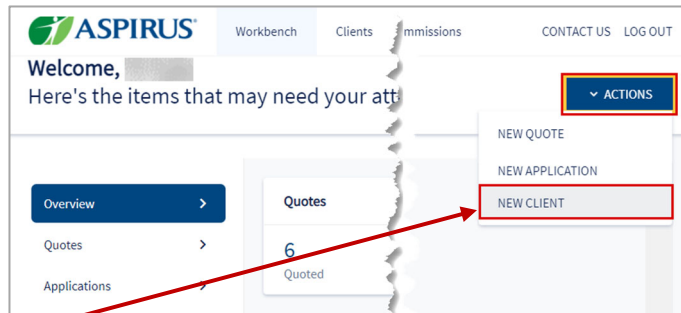 ASPIRUS
Workbench Clients mmissions CONTACT US LOG OUT
Welcome,
Here's the items that may need your att
ACTIONS
NEW QUOTE
NEW APPLICATION
NEW CLIENT
Overview
Quotes
Applications
Quotes
6
Quoted